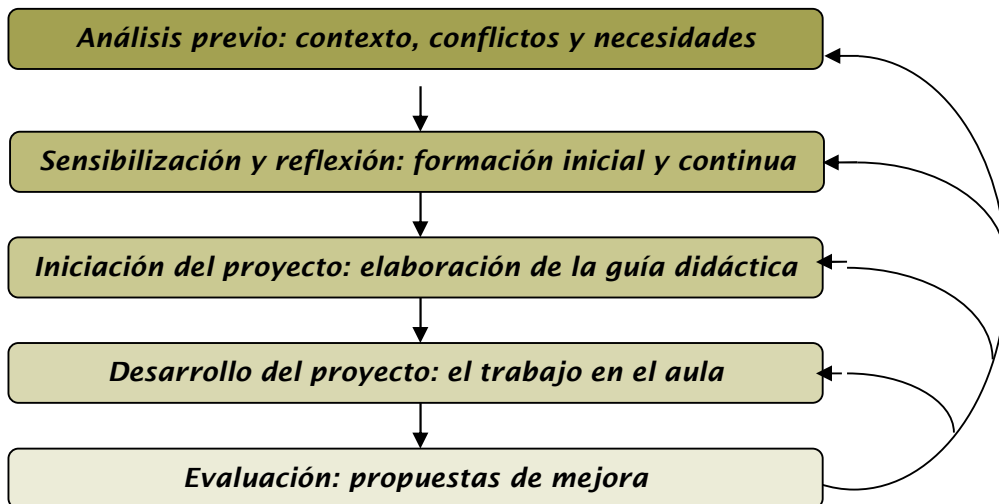 Análisis previo: contexto, conflictos y necesidades
Sensibilización y reflexión: formación inicial y continua
Iniciación del proyecto: elaboración de la guía didáctica
Desarrollo del proyecto: el trabajo en el aula
Evaluación: propuestas de mejora